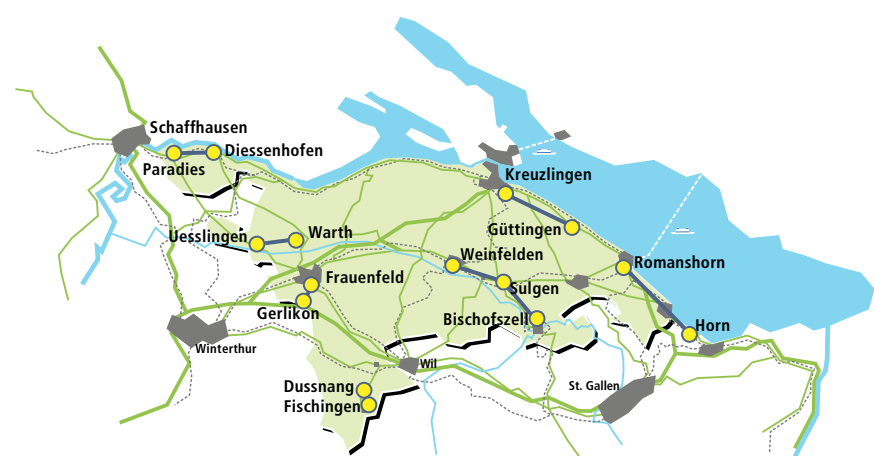 Schaffhausen
Diessenhofen
Paradies
Kreuzlingen
Uesslingen
Warth
Güttingen
Weinfelden
Romanshorn
Frauenfeld
Sulgen
Gerlikon
Bischofszell
Horn
Winterthur
Wil
Dussnang
St. Gallen
Fischingen